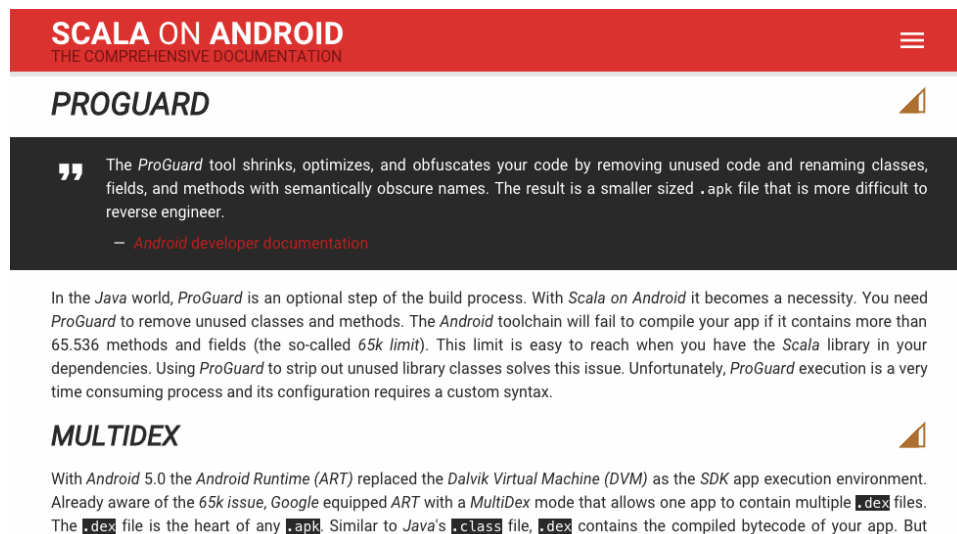 SCALA ON ANDROID
THE COMPREHENSIVE DOCUMENTATION
PROGUARD
The ProGuard tool shrinks, optimizes, and obfuscates your code by removing unused code and renaming classes,
fields, and methods with semantically obscure names. The result is a smaller sized .apk file that is more difficult to
reverse engineer.
— Android developer documentation
In the Java world, ProGuard is an optional step of the build process. With Scala on Android it becomes a necessity. You need
ProGuard to remove unused classes and methods. The Android toolchain will fail to compile your app if it contains more than
65.536 methods and fields (the so-called 65k limit). This limit is easy to reach when you have the Scala library in your
dependencies. Using ProGuard to strip out unused library classes solves this issue. Unfortunately, ProGuard execution is a very
time consuming process and its configuration requires a custom syntax.
MULTIDEX
With Android 5.0 the Android Runtime (ART) replaced the Dalvik Virtual Machine (DVM) as the SDK app execution environment.
Already aware of the 65k issue, Google equipped ART with a MultiDex mode that allows one app to contain multiple .dex files.
The .dex file is the heart of any .apk. Similar to Java's .class file, .dex contains the compiled bytecode of your app. But